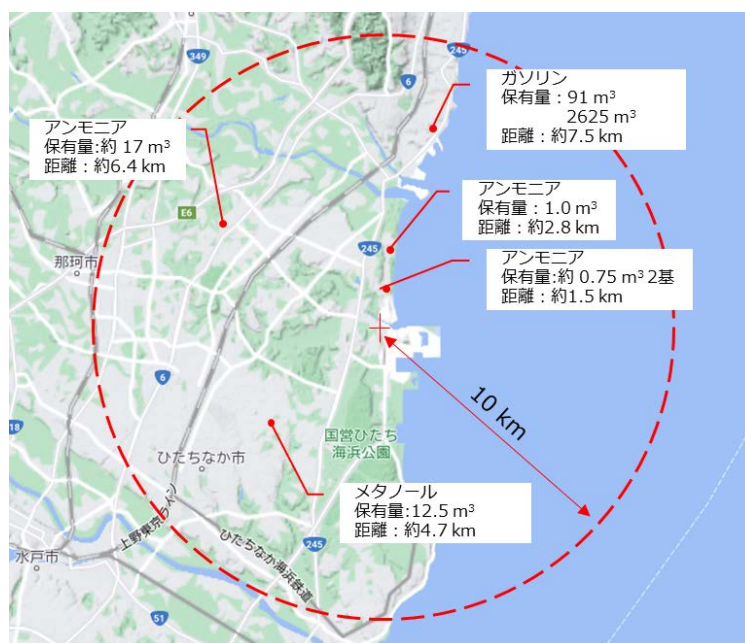 349
245
6
ガソリン
保有量：91 m³
2625 m³
距離：約7.5 km
アンモニア
保有量:約 17 m³
距離：約6.4 km
E6
アンモニア
保有量：1.0 m³
距離：約2.8 km
245
那珂市
アンモニア
保有量:約 0.75 m³ 2基
距離：約1.5 km
6
10 km
18
国営ひたち
海浜公園
ひたちなか市
メタノール
保有量:12.5 m³
距離：約4.7 km
上野東京ライン
ひたちなか海浜鉄道
245
水戸市
51